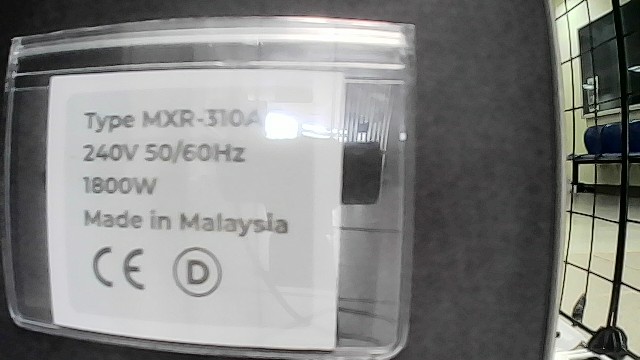 Type MXR-310A
240V 50/60Hz
1800W
Made in Malaysia
CE D